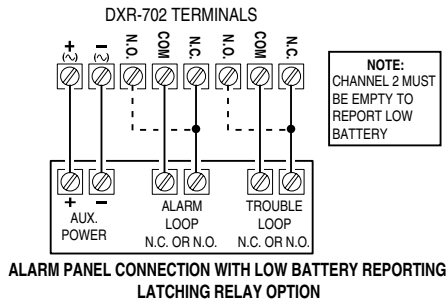 DXR-702 TERMINALS
+ − N.O. COM N.C. N.O. COM N.C.
(~) (~)
NOTE:
CHANNEL 2 MUST
BE EMPTY TO
REPORT LOW
BATTERY
+ −
AUX.
POWER
ALARM
LOOP
N.C. OR N.O.
TROUBLE
LOOP
N.C. OR N.O.
ALARM PANEL CONNECTION WITH LOW BATTERY REPORTING
LATCHING RELAY OPTION